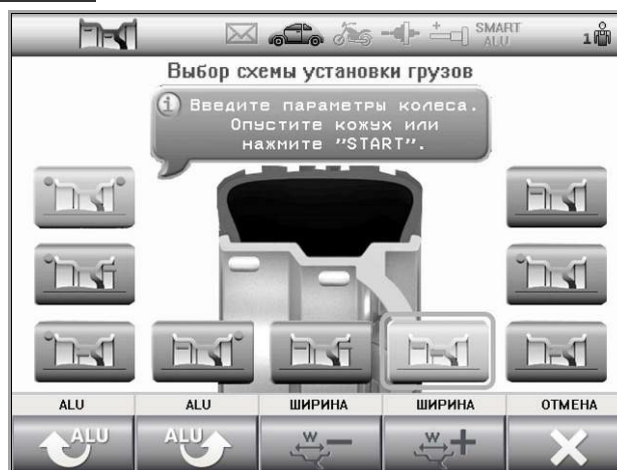 SMART
ALU
1
Выбор схемы установки грузов
i Введите параметры колеса.
Опустите кожух или
нажмите "START".
ALU ALU ШИРИНА ШИРИНА ОТМЕНА
ALU ALU W − W +